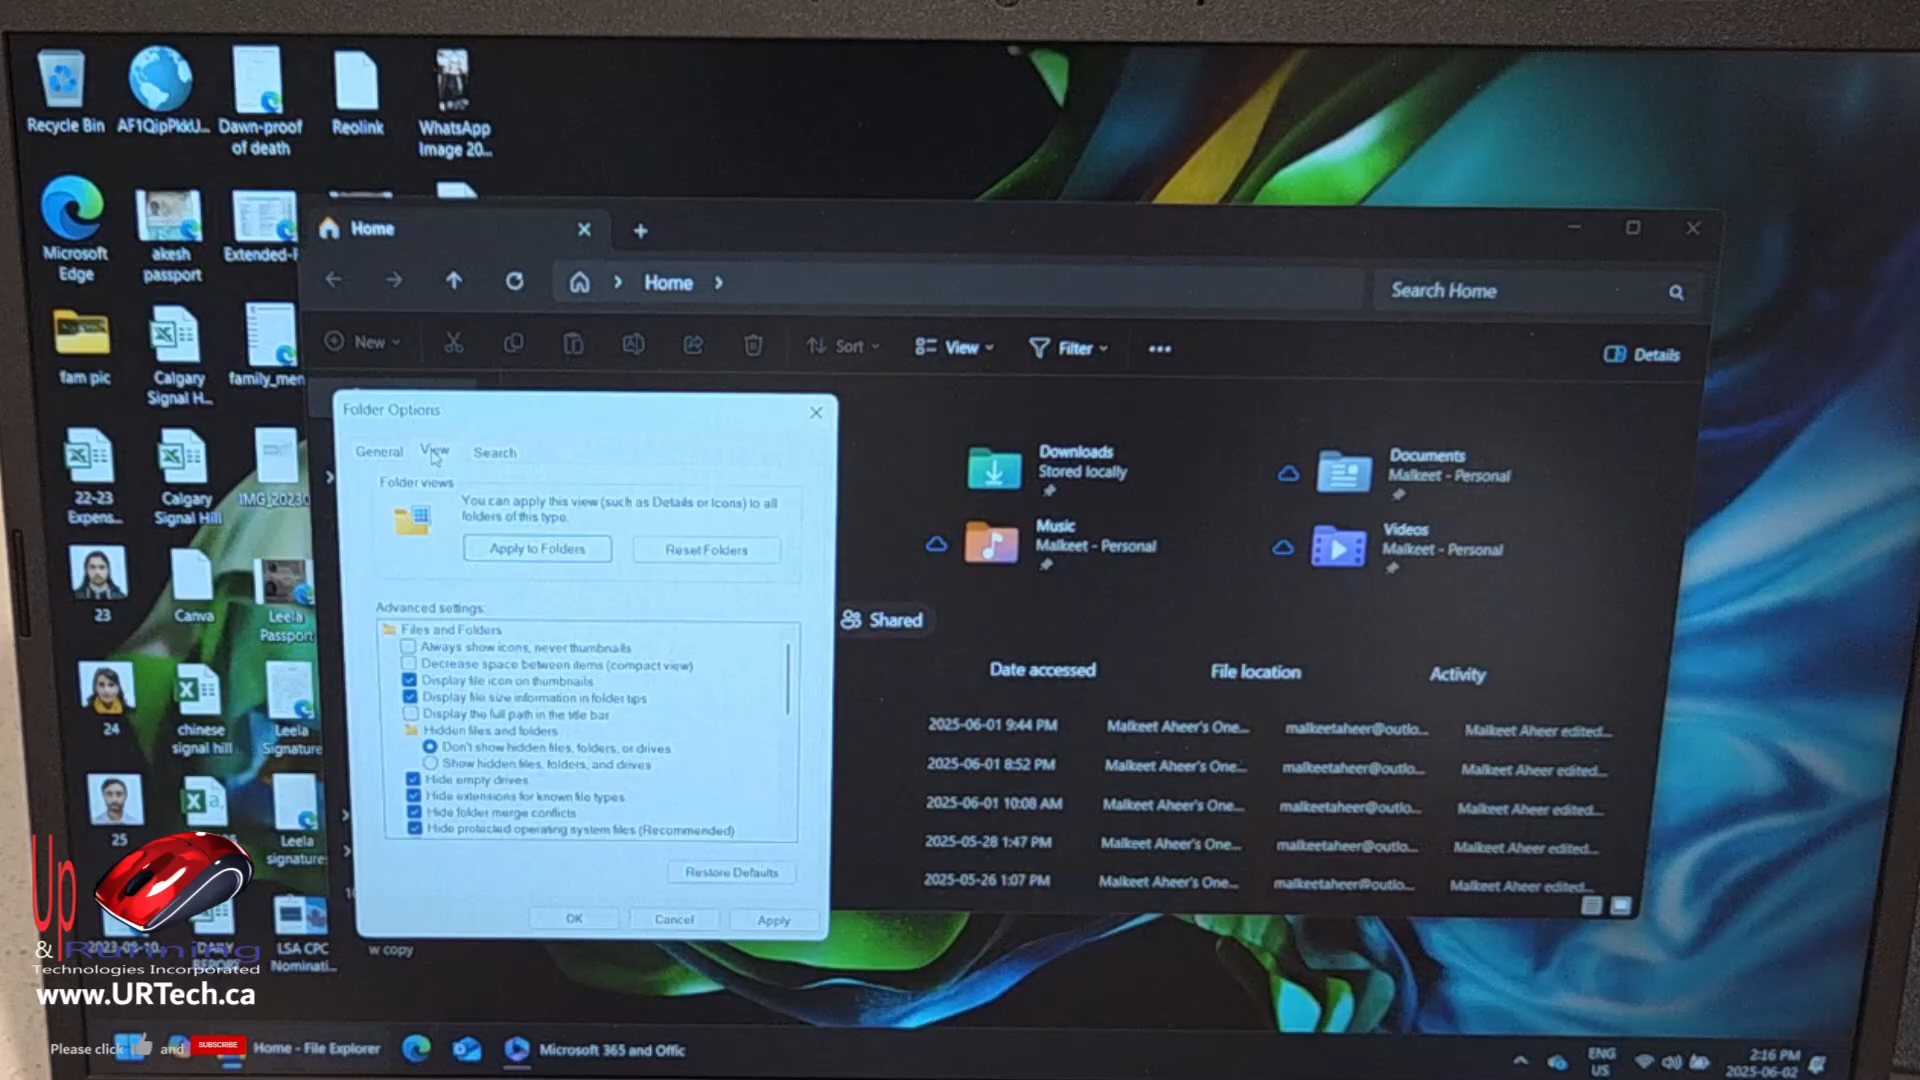 Recycle Bin
AF1QipPkkU...
Dawn-proof
of death
Reolink
WhatsApp
Image 20...
Microsoft
Edge
akesh
passport
Extended-F
fam pic
Calgary
Signal H...
family_men
22-23
Expens...
Calgary
Signal Hill
IMG_20230
23
Canva
Leela
Passport
24
chinese
signal hill
Leela
Signature
25
Leela
signature
DAILY
REPORT
LSA CPC
Nominati...
w copy
Home
Home
Search Home
New
Sort
View
Filter
Details
Folder Options
General
View
Search
Folder views
You can apply this view (such as Details or Icons) to all
folders of this type.
Apply to Folders
Reset Folders
Advanced settings:
Files and Folders
Always show icons, never thumbnails
Decrease space between items (compact view)
Display file icon on thumbnails
Display file size information in folder tips
Display the full path in the title bar
Hidden files and folders
Don't show hidden files, folders, or drives
Show hidden files, folders, and drives
Hide empty drives
Hide extensions for known file types
Hide folder merge conflicts
Hide protected operating system files (Recommended)
Restore Defaults
OK
Cancel
Apply
Downloads
Stored locally
Documents
Malkeet - Personal
Music
Malkeet - Personal
Videos
Malkeet - Personal
Shared
Date accessed
File location
Activity
2025-06-01 9:44 PM
Malkeet Aheer's One...
malkeetaheer@outlo...
Malkeet Aheer edited...
2025-06-01 8:52 PM
Malkeet Aheer's One...
malkeetaheer@outlo...
Malkeet Aheer edited...
2025-06-01 10:08 AM
Malkeet Aheer's One...
malkeetaheer@outlo...
Malkeet Aheer edited...
2025-05-28 1:47 PM
Malkeet Aheer's One...
malkeetaheer@outlo...
Malkeet Aheer edited...
2025-05-26 1:07 PM
Malkeet Aheer's One...
malkeetaheer@outlo...
Malkeet Aheer edited...
Up
& Running
Technologies Incorporated
www.URTech.ca
Please click and SUBSCRIBE
Home - File Explorer
Microsoft 365 and Office
ENG
US
2:16 PM
2025-06-02